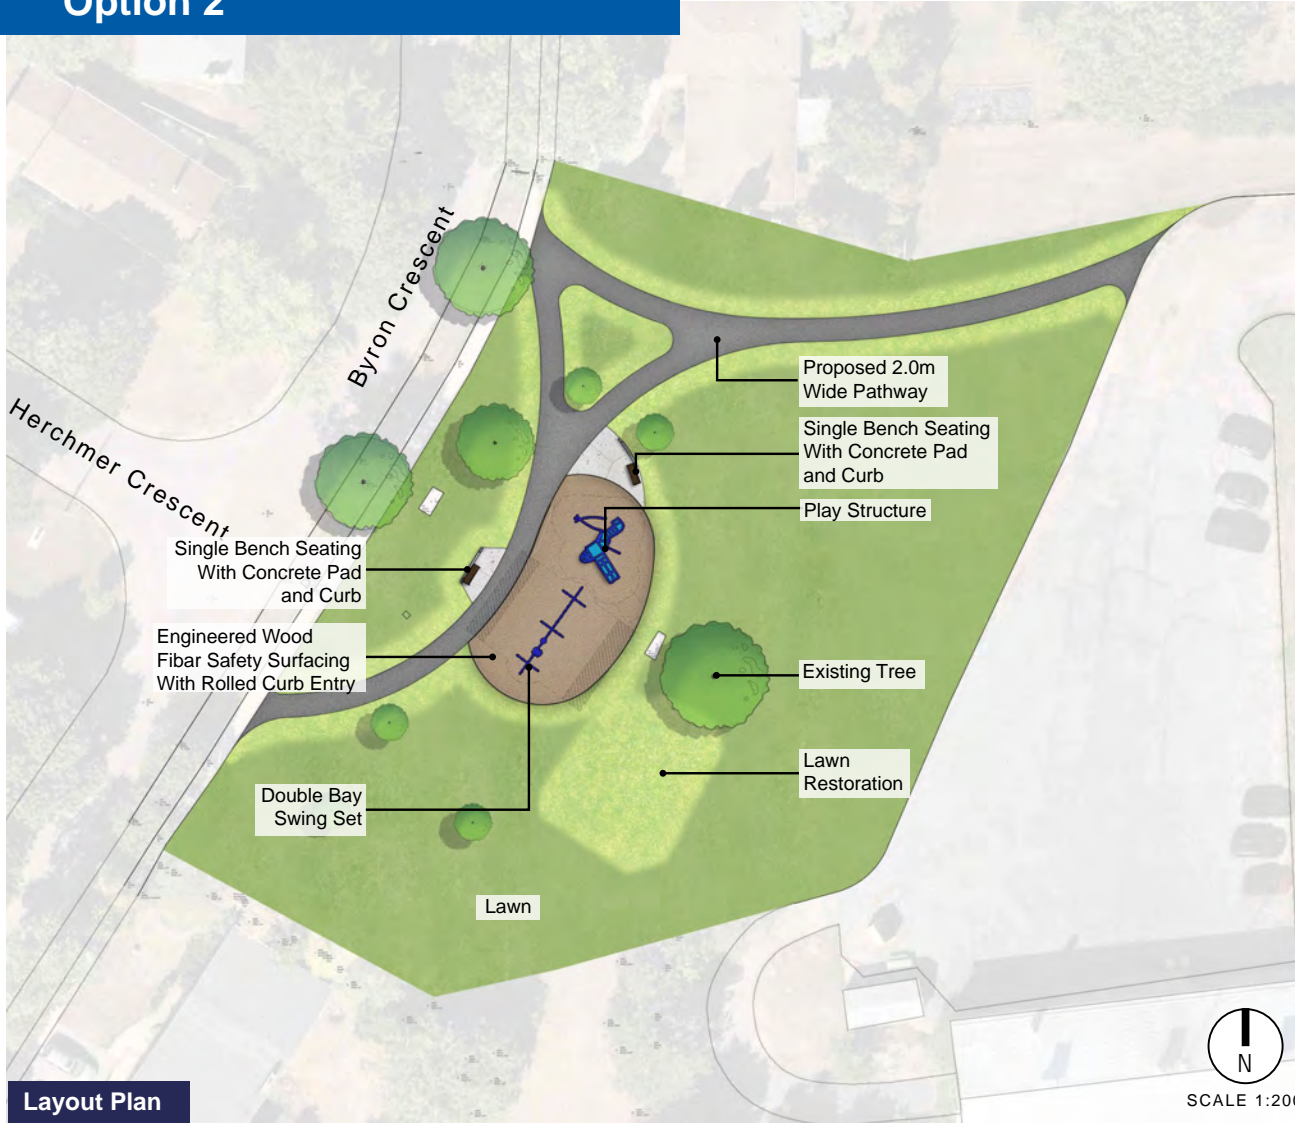 Option 2
Byron Crescent
Herchmer Crescent
Proposed 2.0m
Wide Pathway
Single Bench Seating
With Concrete Pad
and Curb
Play Structure
Single Bench Seating
With Concrete Pad
and Curb
Engineered Wood
Fibar Safety Surfacing
With Rolled Curb Entry
Existing Tree
Lawn
Restoration
Double Bay
Swing Set
Lawn
N
SCALE 1:200
Layout Plan